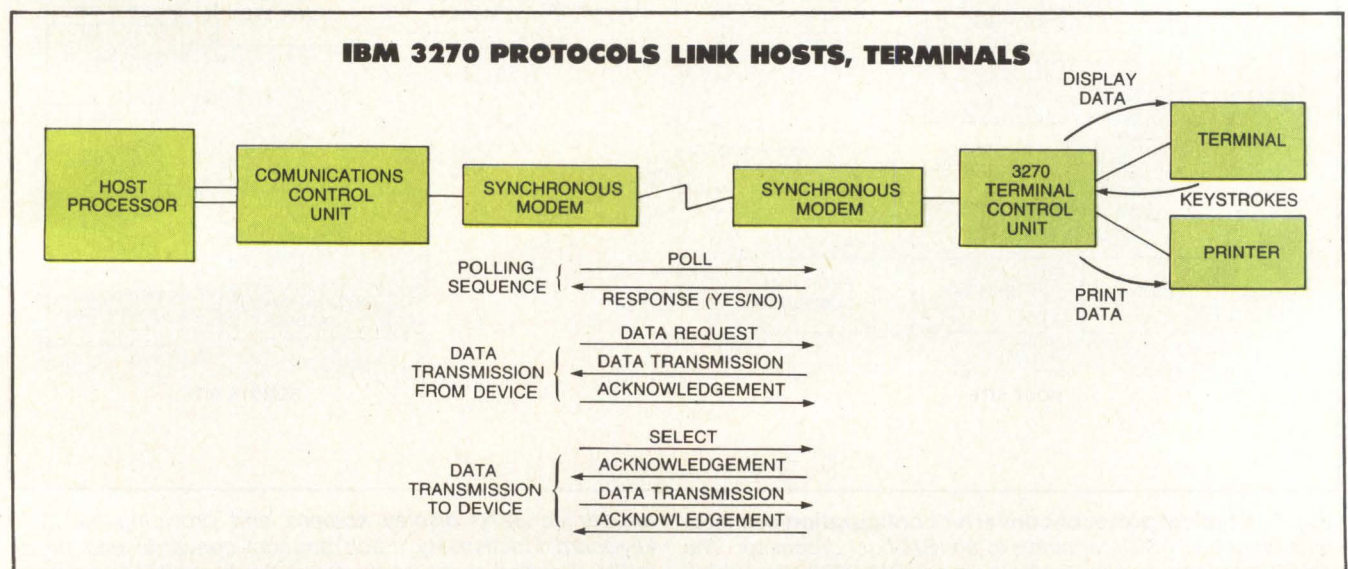 IBM 3270 PROTOCOLS LINK HOSTS, TERMINALS
DISPLAY
DATA
HOST
PROCESSOR
COMUNICATIONS
CONTROL
UNIT
SYNCHRONOUS
MODEM
SYNCHRONOUS
MODEM
3270
TERMINAL
CONTROL
UNIT
TERMINAL
KEYSTROKES
PRINTER
PRINT
DATA
POLLING
SEQUENCE
POLL
RESPONSE (YES/NO)
DATA
TRANSMISSION
FROM DEVICE
DATA REQUEST
DATA TRANSMISSION
ACKNOWLEDGEMENT
DATA
TRANSMISSION
TO DEVICE
SELECT
ACKNOWLEDGEMENT
DATA TRANSMISSION
ACKNOWLEDGEMENT